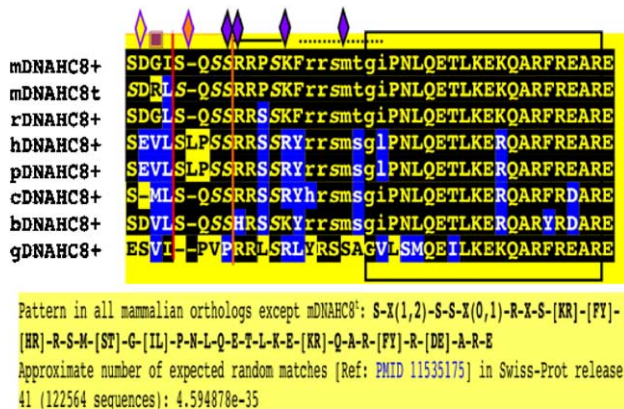 mDNAHC8+ SDGLS-QSSRRPSKFrrsmtgiPNLQETLKEKQARFREARE
mDNAHC8t SDRLS-QSSRRPSKFrrsmtgiPNLQETLKEKQARFREARE
rDNAHC8+ SDGLS-QSSRRSSKFrrsmtgiPNLQETLKEKQARFREARE
hDNAHC8+ SEVLSLPSSRRSSRYrrsmsglPNLQETLKERQARFREARE
pDNAHC8+ SEVLSLPSSRRSSRYrrsmsglPNLQETLKERQARFREARE
cDNAHC8+ S-MLS-QSSRRSSRYhrsmsgiPNLQETLKERQARFRDARE
bDNAHC8+ SDVLS-QSSHRSSKYrrsmsgiPNLQETLKERQARYRDARE
gDNAHC8+ ESVL--PVPRRLSRLYRSSAGVLSMQEILKEKQARFREARE
Pattern in all mammalian orthologs except mDNAHC8t: S-X(1,2)-S-S-X(0,1)-R-X-S-[KR]-[FY]-
[HR]-R-S-M-[ST]-G-[IL]-P-N-L-Q-E-T-L-K-E-[KR]-Q-A-R-[FY]-R-[DE]-A-R-E
Approximate number of expected random matches [Ref: PMID 11535175] in Swiss-Prot release
41 (122564 sequences): 4.594878e-35